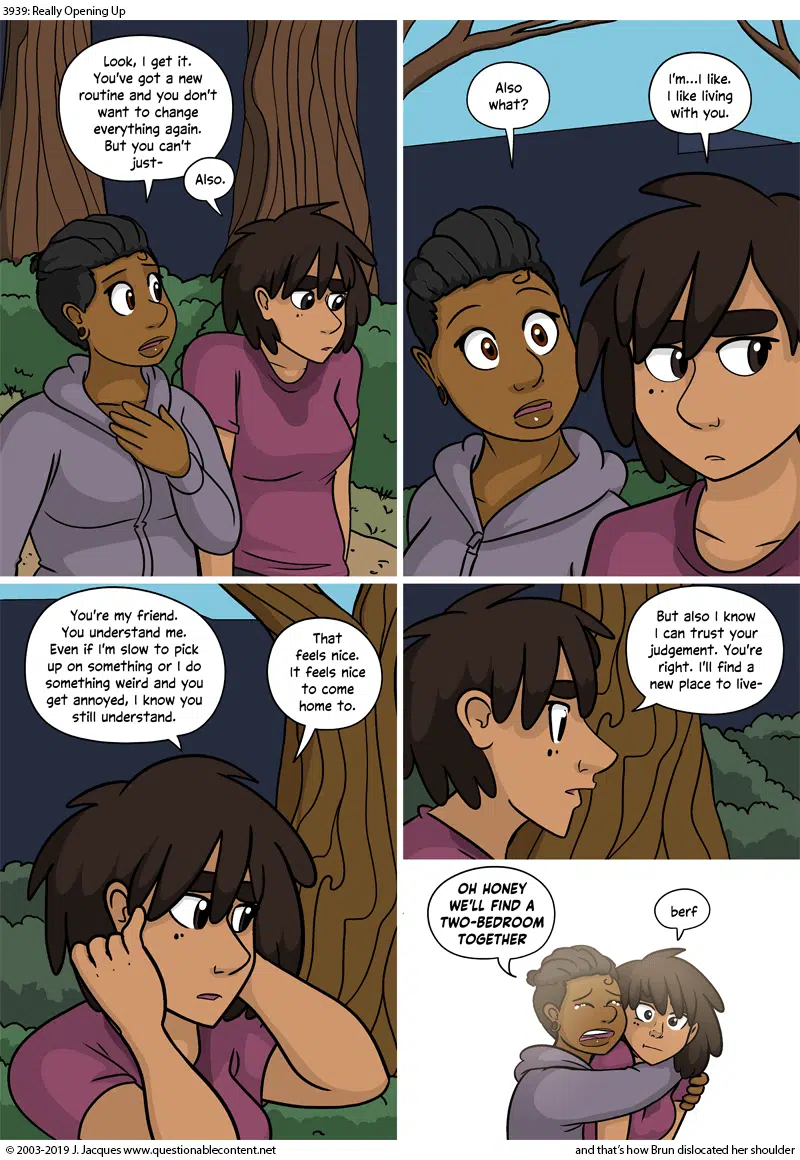 3939: Really Opening Up
Look, I get it.
You've got a new
routine and you don't
want to change
everything again.
But you can't
just-
Also.
Also
what?
I'm...I like.
I like living
with you.
You're my friend.
You understand me.
Even if I'm slow to pick
up on something or I do
something weird and you
get annoyed, I know you
still understand.
That
feels nice.
It feels nice
to come
home to.
But also I know
I can trust your
judgement. You're
right. I'll find a
new place to live-
OH HONEY
WE'LL FIND A
TWO-BEDROOM
TOGETHER
berf
© 2003-2019 J. Jacques www.questionablecontent.net
and that's how Brun dislocated her shoulder